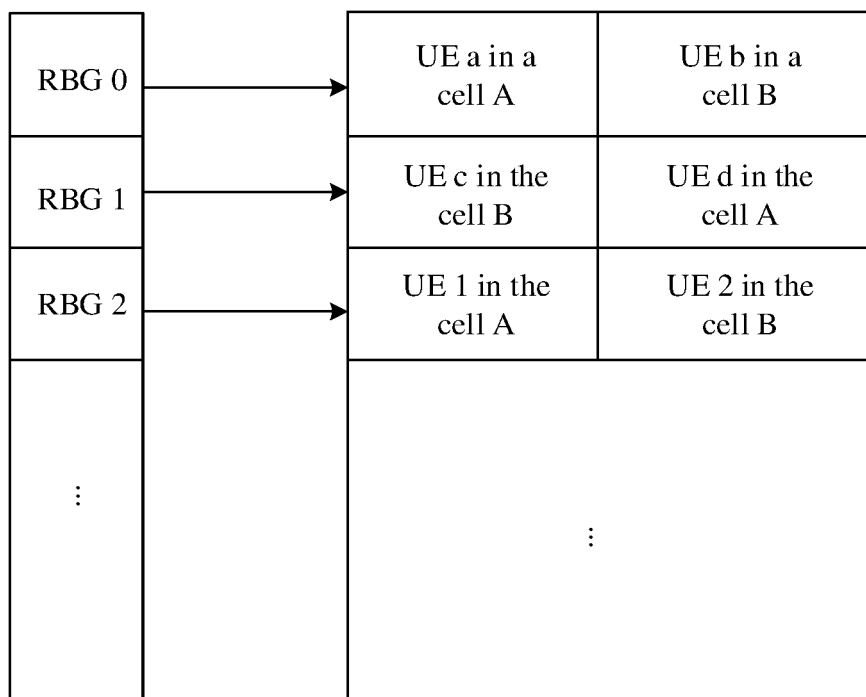 RBG 0
UE a in a
cell A
UE b in a
cell B
RBG 1
UE c in the
cell B
UE d in the
cell A
RBG 2
UE 1 in the
cell A
UE 2 in the
cell B
⋮
⋮